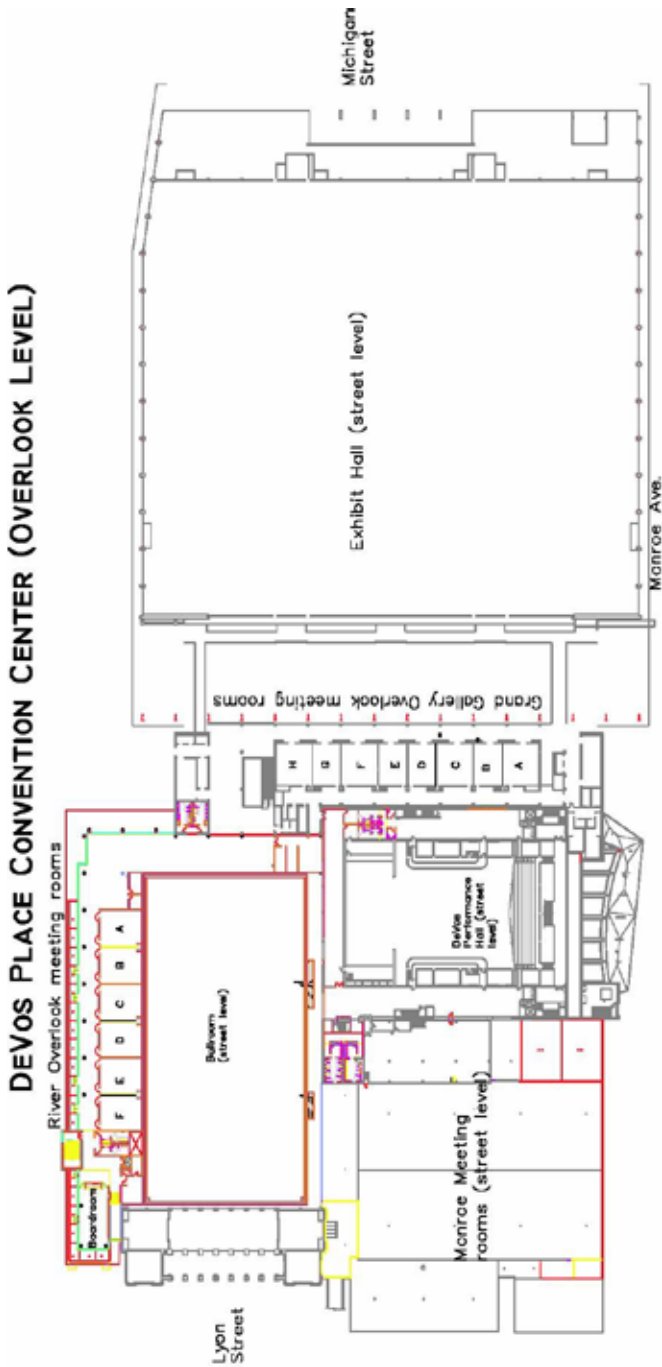 DEVOS PLACE CONVENTION CENTER (OVERLOOK LEVEL)
River Overlook meeting rooms
Boardroom
F
E
D
C
B
A
Ballroom
(street level)
Lyon
Street
Monroe Meeting
rooms (street level)
DeVos
Performance
Hall (street
level)
H
G
F
E
D
C
B
A
Grand Gallery Overlook meeting rooms
Exhibit Hall (street level)
Michigan
Street
Monroe Ave.